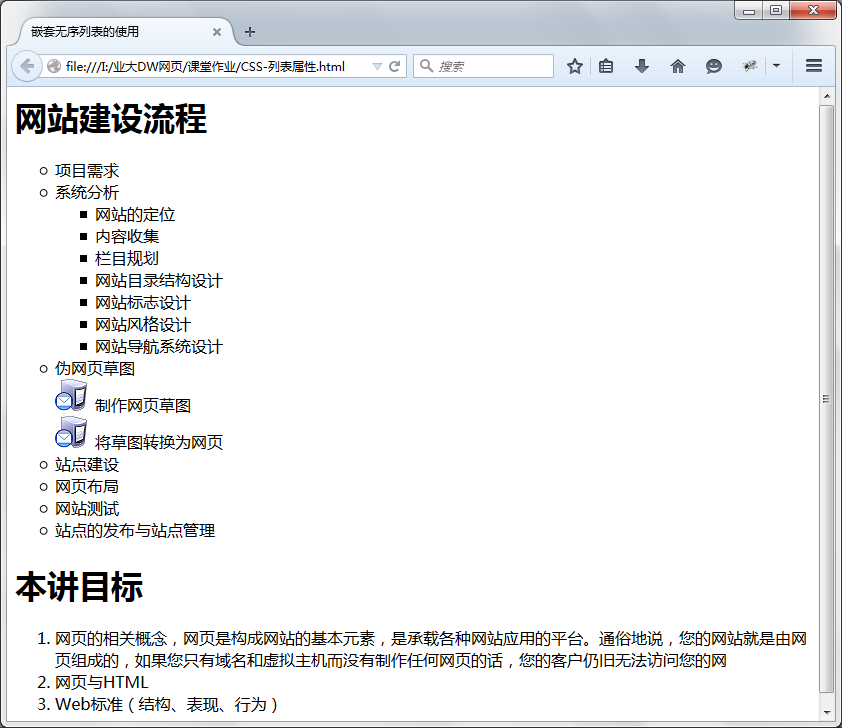 嵌套无序列表的使用
file:///I:/业大DW网页/课堂作业/CSS-列表属性.html
搜索
网站建设流程
项目需求
系统分析
网站的定位
内容收集
栏目规划
网站目录结构设计
网站标志设计
网站风格设计
网站导航系统设计
伪网页草图
制作网页草图
将草图转换为网页
站点建设
网页布局
网站测试
站点的发布与站点管理
本讲目标
1. 网页的相关概念，网页是构成网站的基本元素，是承载各种网站应用的平台。通俗地说，您的网站就是由网
页组成的，如果您只有域名和虚拟主机而没有制作任何网页的话，您的客户仍旧无法访问您的网
2. 网页与HTML
3. Web标准（结构、表现、行为）